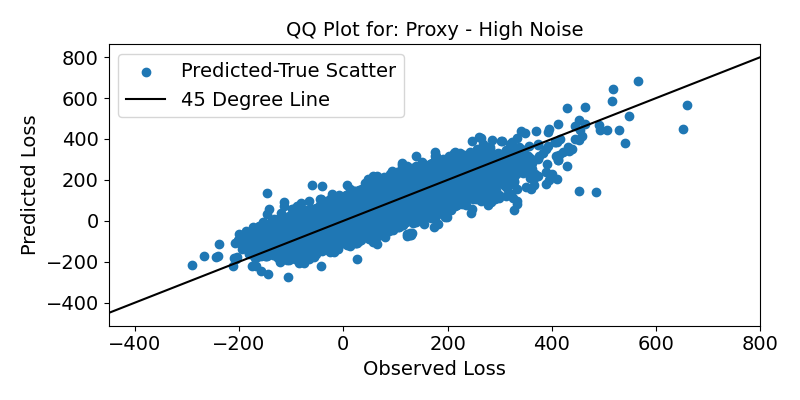 QQ Plot for: Proxy - High Noise
Predicted-True Scatter
45 Degree Line
Predicted Loss
800
600
400
200
0
−200
−400
−400
−200
0
200
400
600
800
Observed Loss